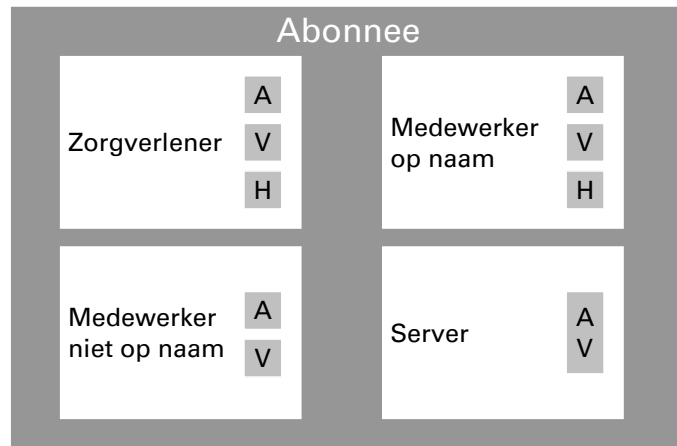 Abonnee
Zorgverlener
A
V
H
Medewerker
op naam
A
V
H
Medewerker
niet op naam
A
V
Server
A
V